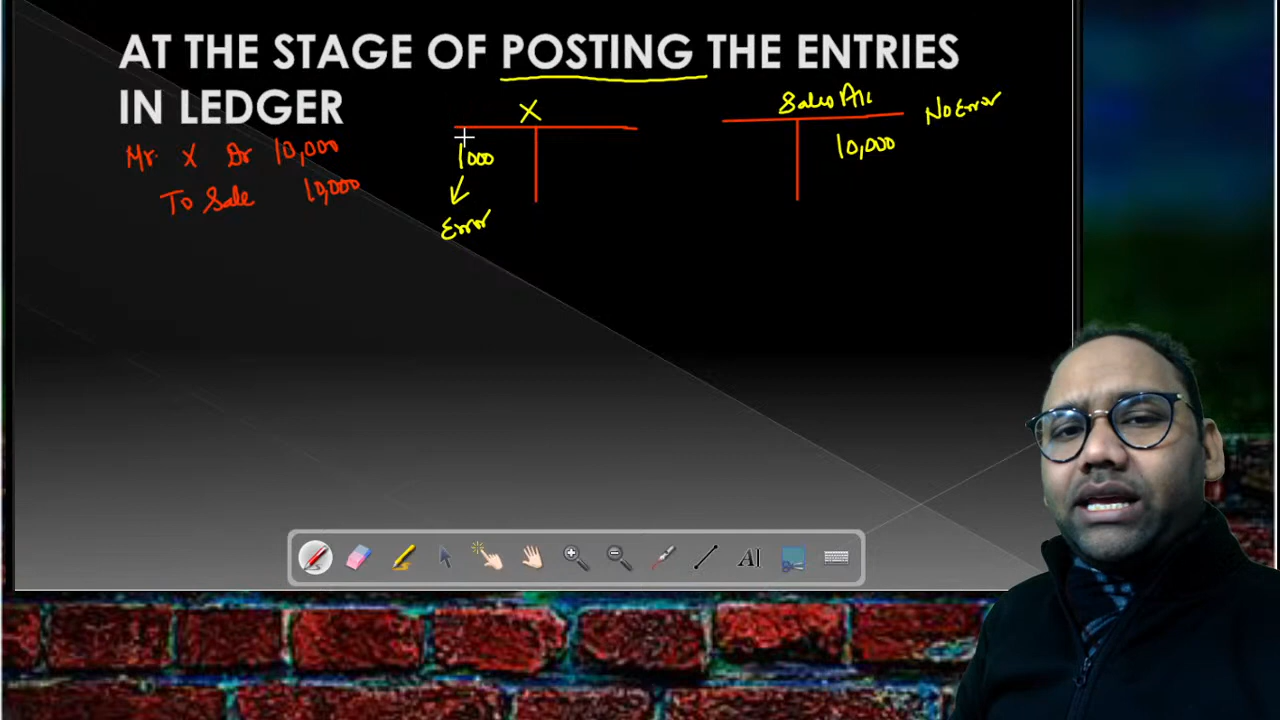 AT THE STAGE OF POSTING THE ENTRIES
IN LEDGER
Mr. X Dr 10,000
To Sale 10,000
X
1000
Error
Sales A/c
10,000
No Error
A